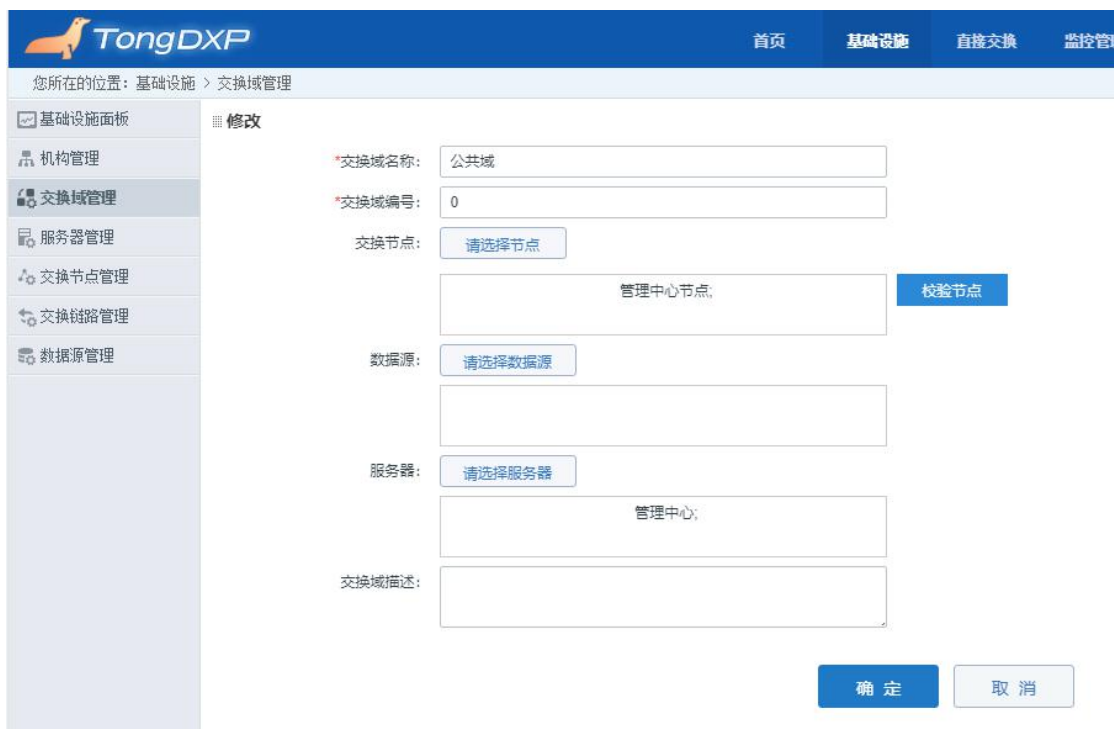 TongDXP
首页 基础设施 直接交换 监控管
您所在的位置：基础设施 > 交换域管理
基础设施面板
机构管理
交换域管理
服务器管理
交换节点管理
交换链路管理
数据源管理
修改
*交换域名称： 公共域
*交换域编号： 0
交换节点： 请选择节点
管理中心节点; 校验节点
数据源： 请选择数据源
服务器： 请选择服务器
管理中心;
交换域描述：
确 定 取 消